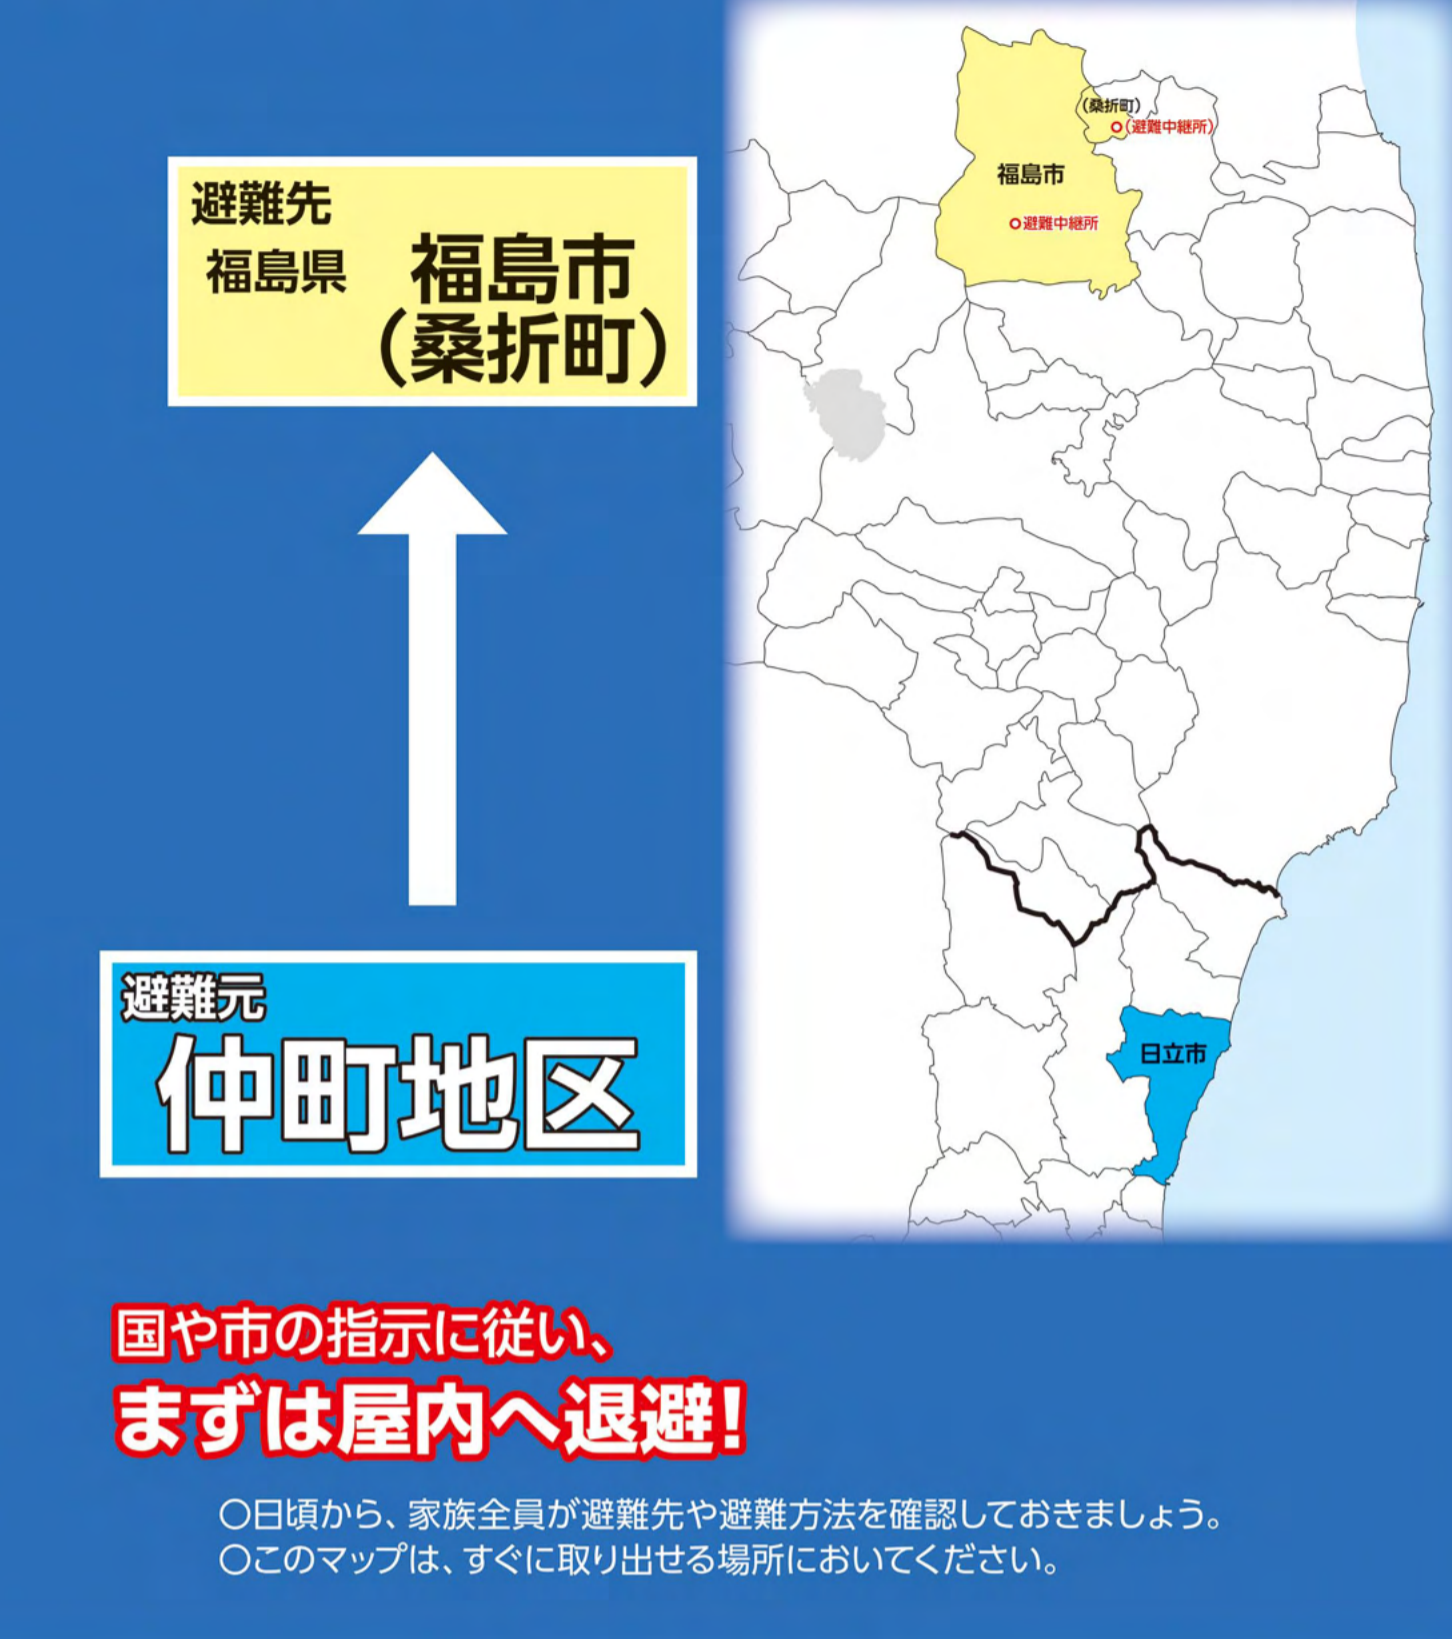 避難先
福島県 福島市
(桑折町)
避難元
仲町地区
(桑折町)
(避難中継所)
福島市
避難中継所
日立市
国や市の指示に従い、
まずは屋内へ退避!
○日頃から、家族全員が避難先や避難方法を確認しておきましょう。
○このマップは、すぐに取り出せる場所においてください。